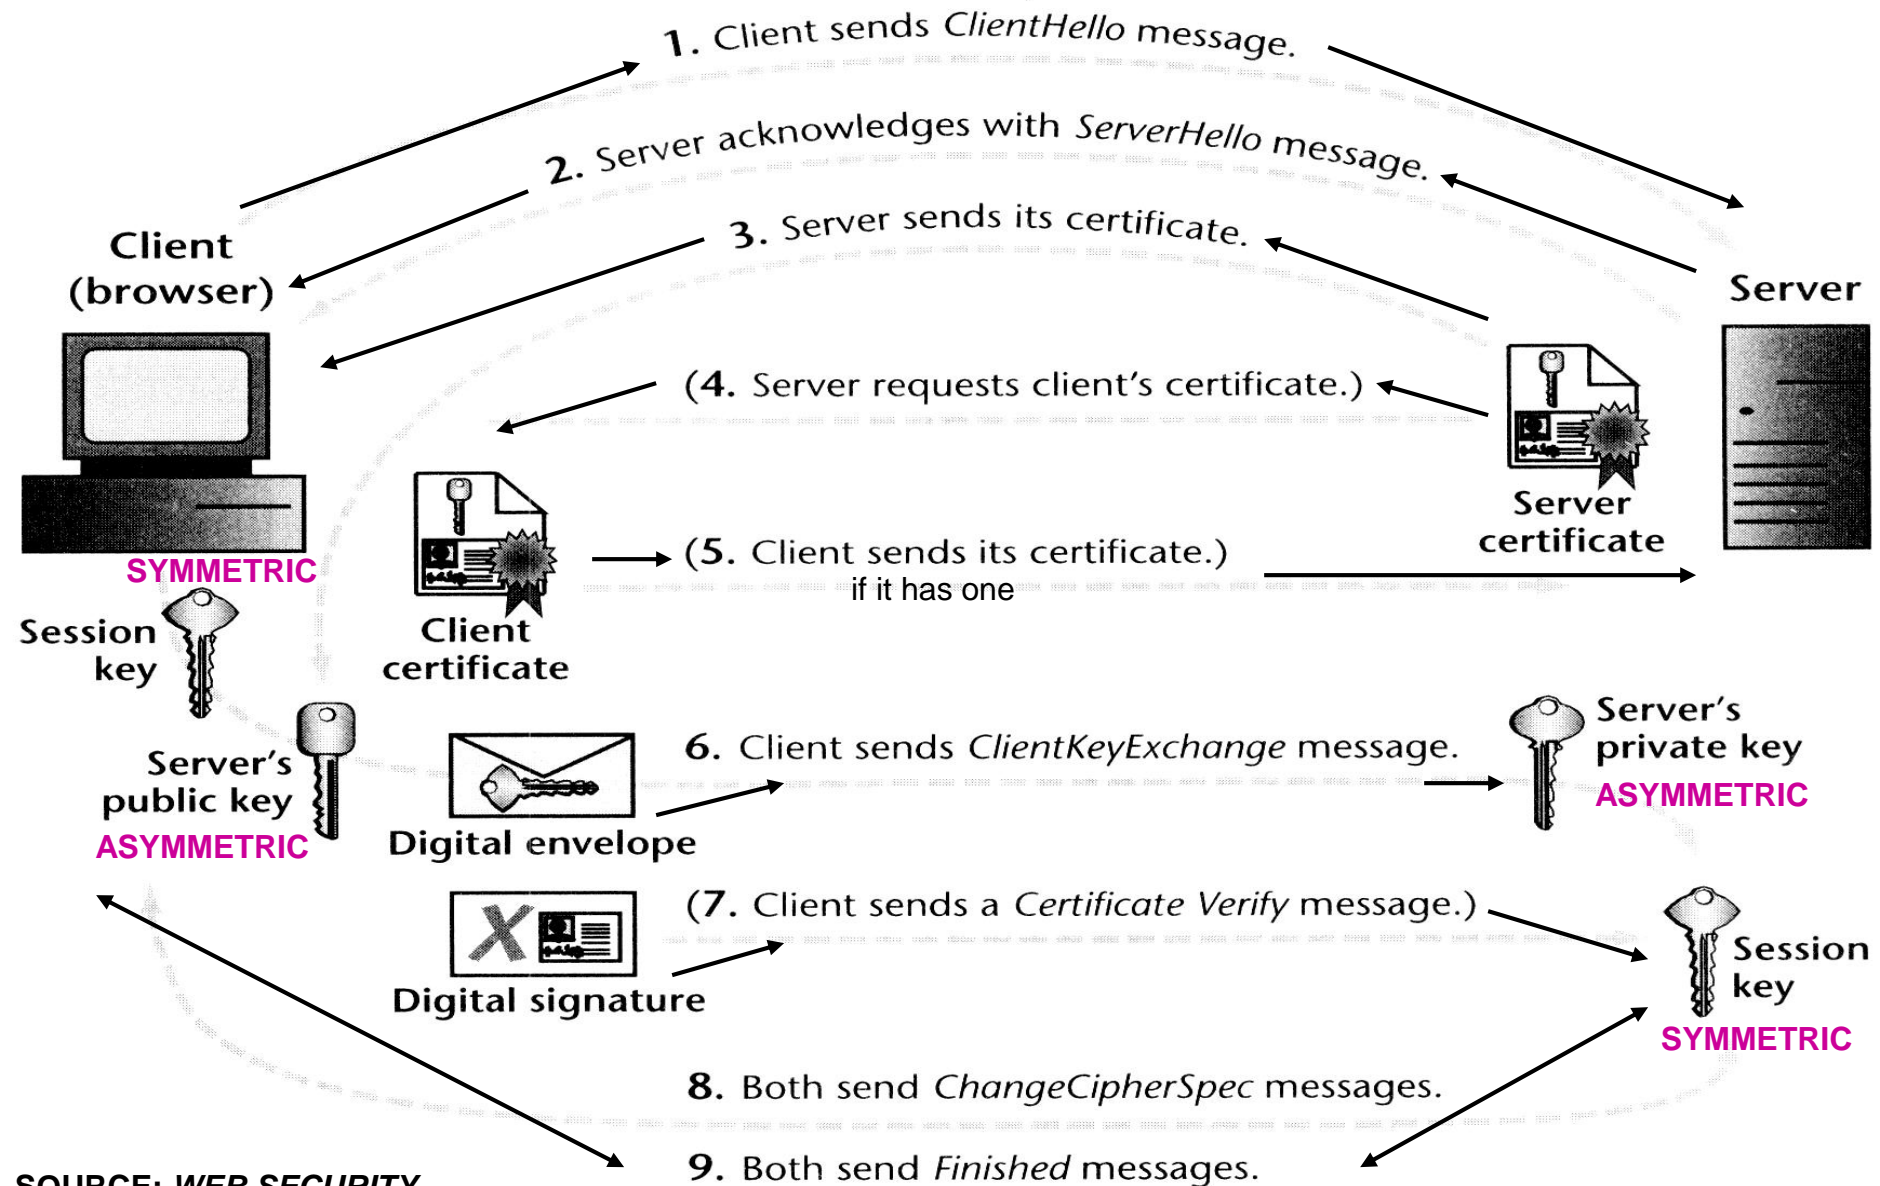 1. Client sends ClientHello message.
2. Server acknowledges with ServerHello message.
3. Server sends its certificate.
Client
(browser)
Server
(4. Server requests client's certificate.)
Server
certificate
(5. Client sends its certificate.)
if it has one
SYMMETRIC
Session
key
Client
certificate
6. Client sends ClientKeyExchange message.
Server's
private key
ASYMMETRIC
Server's
public key
ASYMMETRIC
Digital envelope
(7. Client sends a Certificate Verify message.)
Digital signature
Session
key
SYMMETRIC
8. Both send ChangeCipherSpec messages.
9. Both send Finished messages.
SOURCE: WEB SECURITY